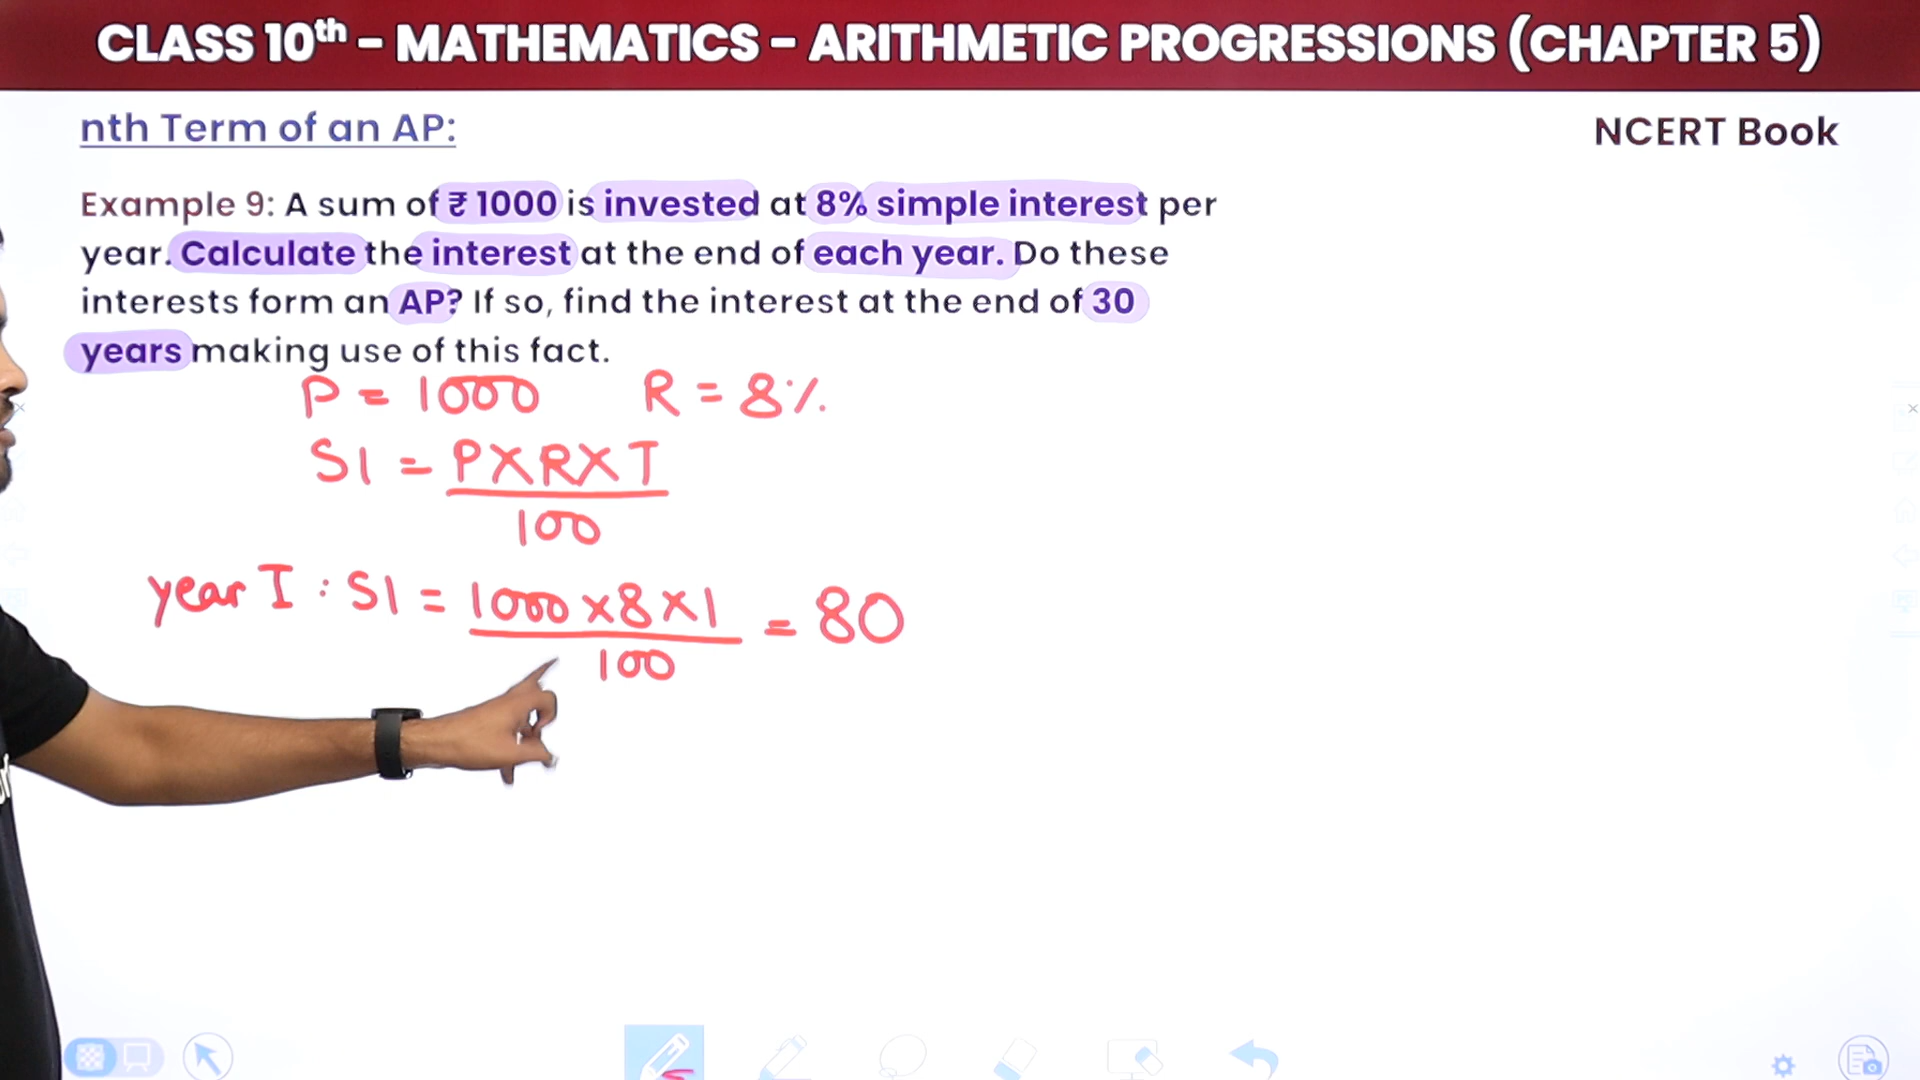 CLASS 10th - MATHEMATICS - ARITHMETIC PROGRESSIONS (CHAPTER 5)
nth Term of an AP:
NCERT Book
Example 9: A sum of ₹ 1000 is invested at 8% simple interest per
year. Calculate the interest at the end of each year. Do these
interests form an AP? If so, find the interest at the end of 30
years making use of this fact.
P = 1000 R = 8%
SI = P×R×T
100
year I : SI = 1000×8×1 = 80
100